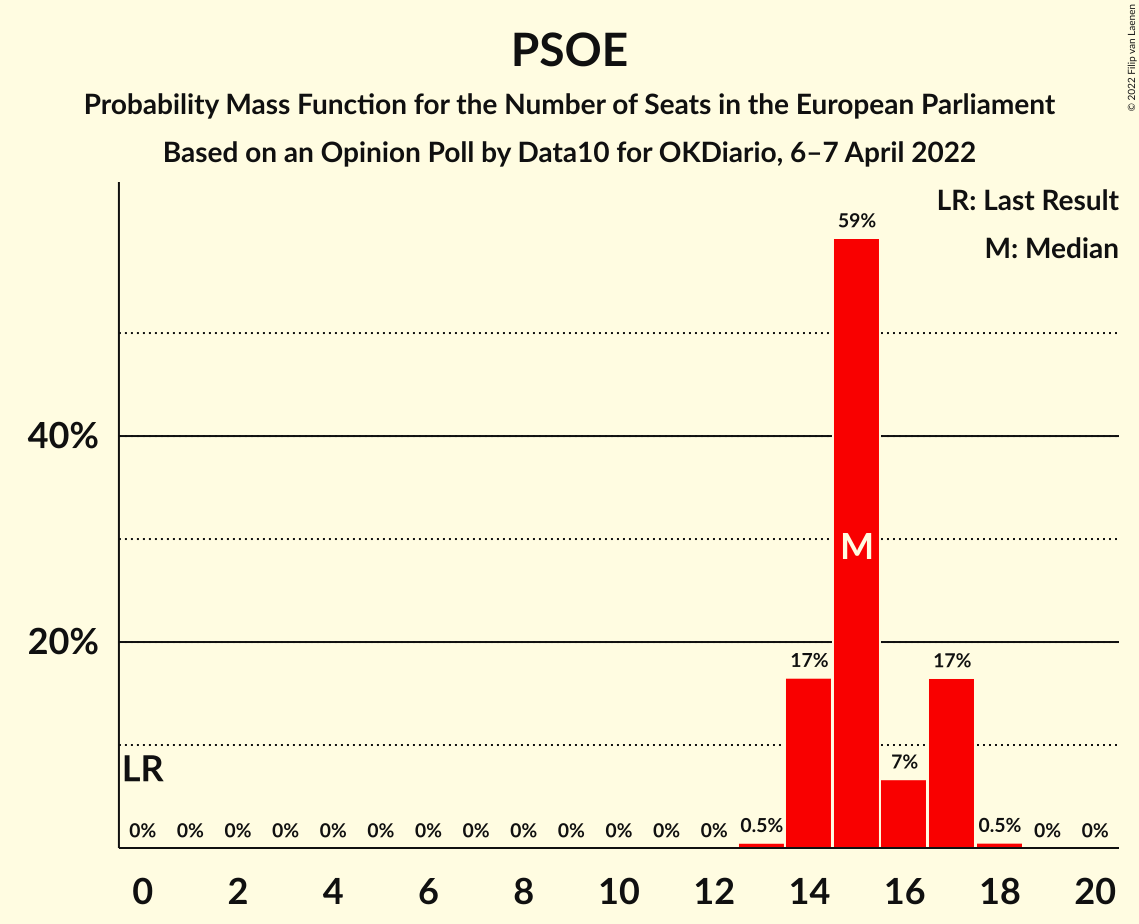 PSOE
Probability Mass Function for the Number of Seats in the European Parliament
Based on an Opinion Poll by Data10 for OKDiario, 6–7 April 2022
© 2022 Filip van Laenen
LR: Last Result
M: Median
59%
40%
M
20%
17%
17%
LR
7%
0% 0% 0% 0% 0% 0% 0% 0% 0% 0% 0% 0% 0% 0.5% 0.5% 0% 0%
0 2 4 6 8 10 12 14 16 18 20